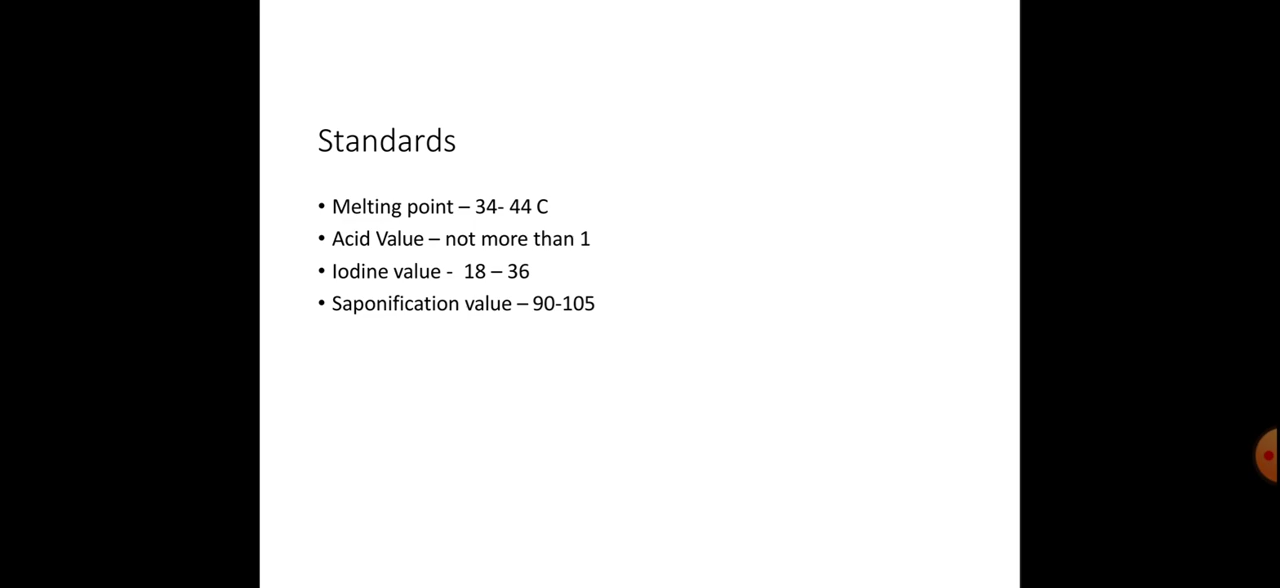 Standards
• Melting point – 34- 44 C
• Acid Value – not more than 1
• Iodine value -  18 – 36
• Saponification value – 90-105